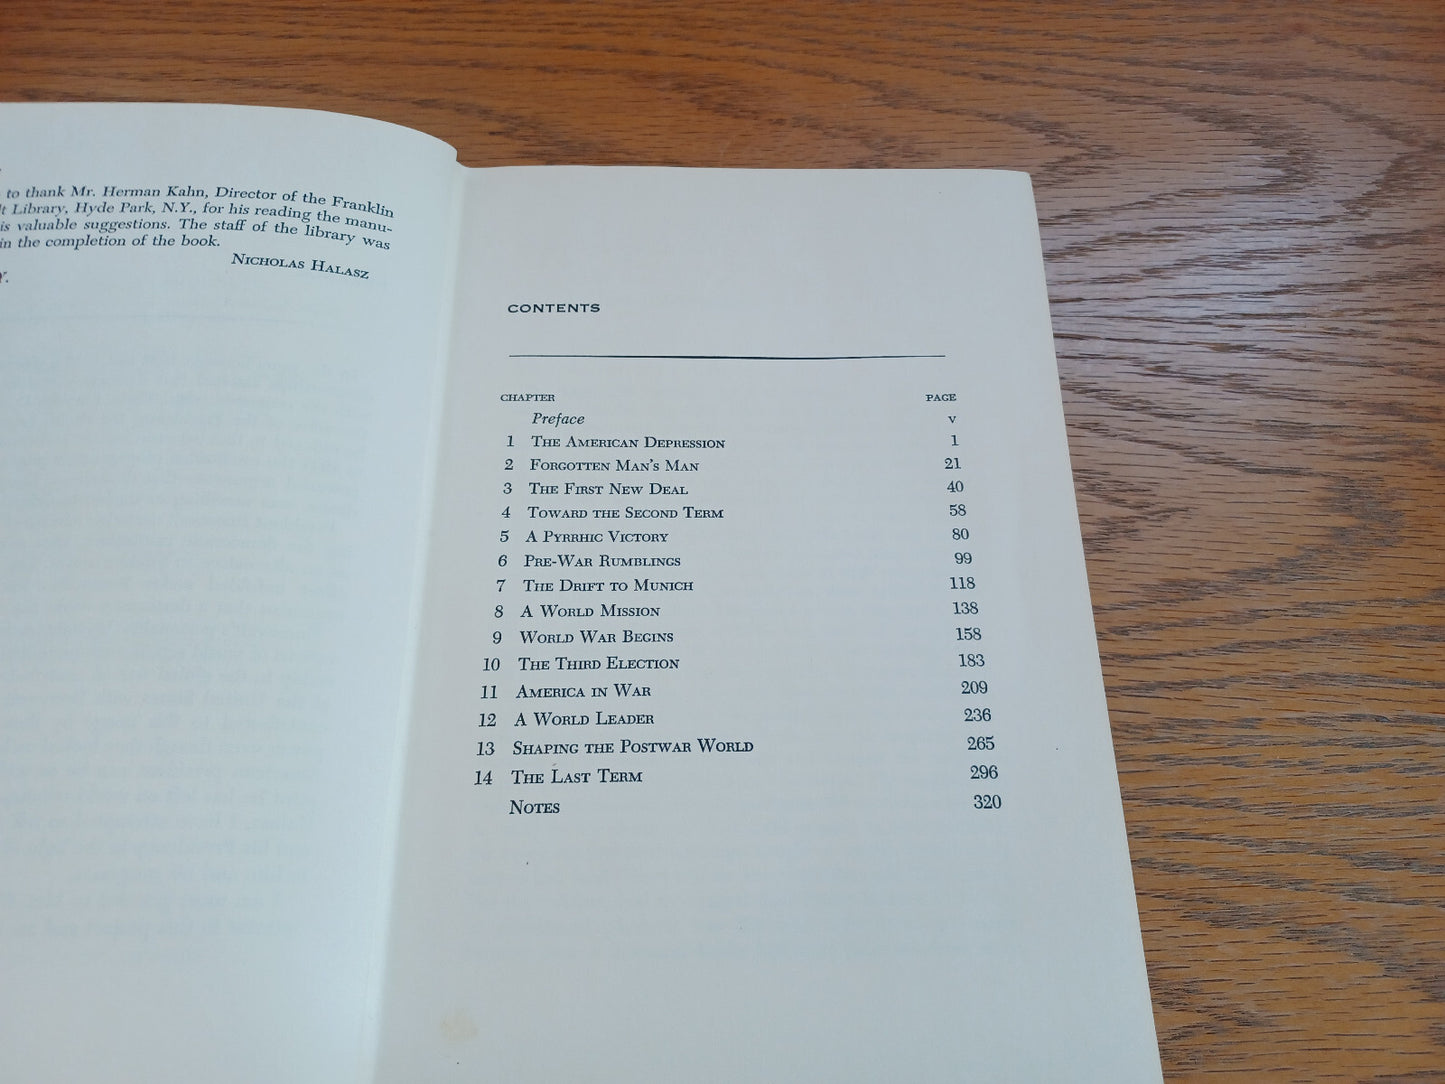 to thank Mr. Herman Kahn, Director of the Franklin
t Library, Hyde Park, N.Y., for his reading the manu-
is valuable suggestions. The staff of the library was
in the completion of the book.
Nicholas Halasz
Y.
CONTENTS
CHAPTER PAGE
Preface v
1 The American Depression 1
2 Forgotten Man's Man 21
3 The First New Deal 40
4 Toward the Second Term 58
5 A Pyrrhic Victory 80
6 Pre-War Rumblings 99
7 The Drift to Munich 118
8 A World Mission 138
9 World War Begins 158
10 The Third Election 183
11 America in War 209
12 A World Leader 236
13 Shaping the Postwar World 265
14 The Last Term 296
Notes 320